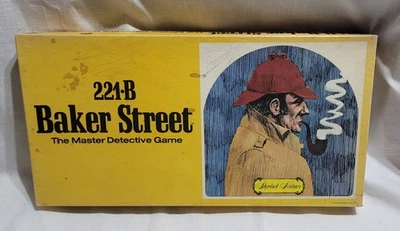 221-B
Baker Street
The Master Detective Game
Sherlock Holmes